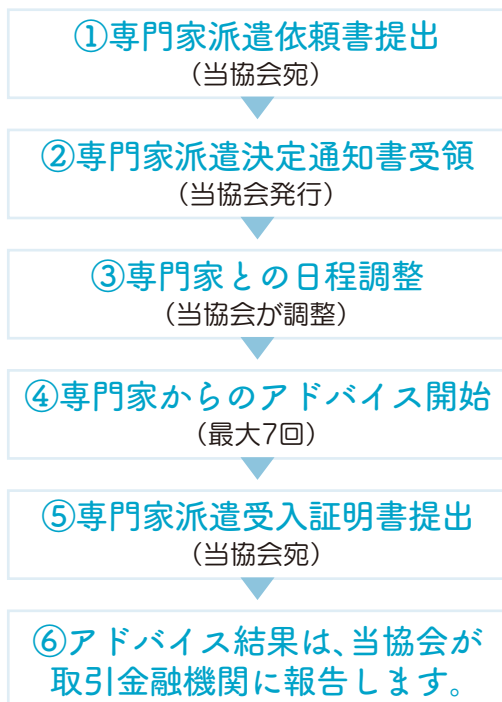 ①専門家派遣依頼書提出
（当協会宛）
②専門家派遣決定通知書受領
（当協会発行）
③専門家との日程調整
（当協会が調整）
④専門家からのアドバイス開始
（最大7回）
⑤専門家派遣受入証明書提出
（当協会宛）
⑥アドバイス結果は、当協会が
取引金融機関に報告します。